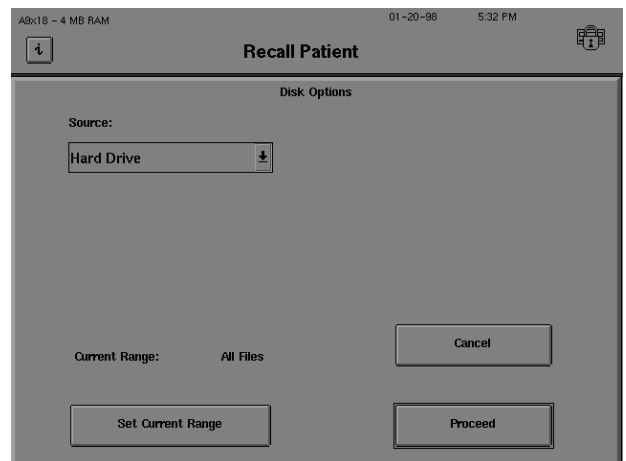 A9x18 – 4 MB RAM 01–20–98 5:32 PM
i Recall Patient
Disk Options
Source:
Hard Drive
Cancel
Current Range: All Files
Set Current Range Proceed